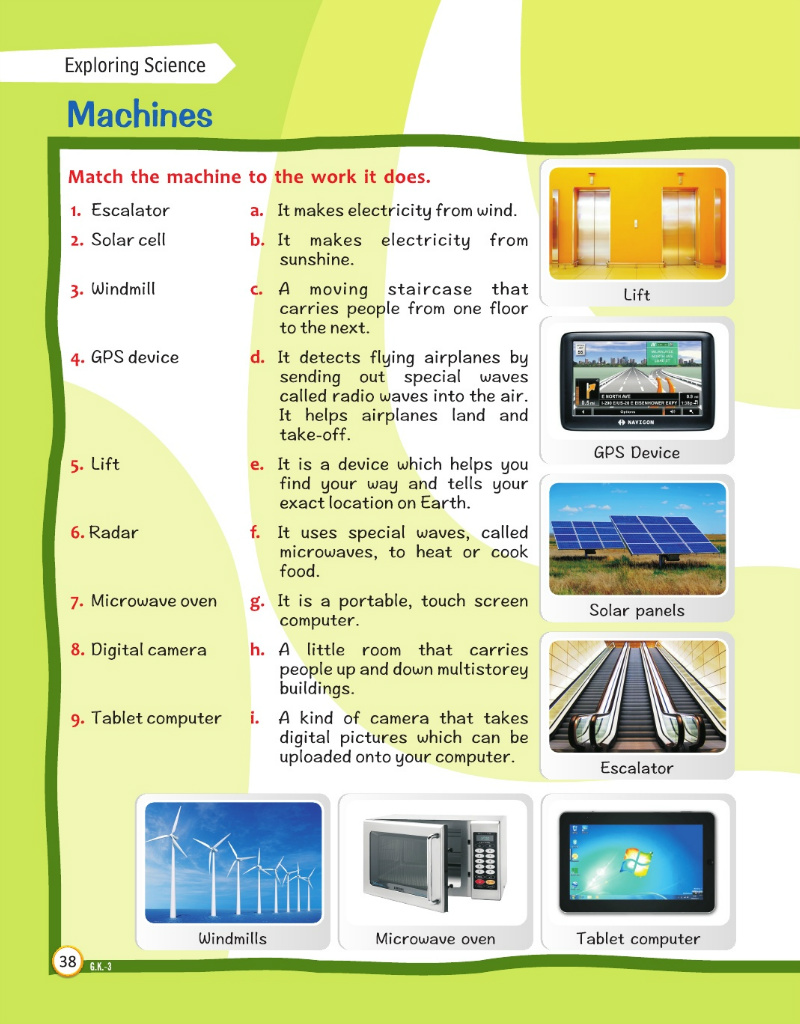 Exploring Science
Machines
Match the machine to the work it does.
1. Escalator
a. It makes electricity from wind.
2. Solar cell
b. It makes electricity from
sunshine.
3. Windmill
c. A moving staircase that
carries people from one floor
to the next.
4. GPS device
d. It detects flying airplanes by
sending out special waves
called radio waves into the air.
It helps airplanes land and
take-off.
5. Lift
e. It is a device which helps you
find your way and tells your
exact location on Earth.
6. Radar
f. It uses special waves, called
microwaves, to heat or cook
food.
7. Microwave oven
g. It is a portable, touch screen
computer.
8. Digital camera
h. A little room that carries
people up and down multistorey
buildings.
9. Tablet computer
i. A kind of camera that takes
digital pictures which can be
uploaded onto your computer.
Lift
E NORTH AVE
NAVIGON
GPS Device
Solar panels
Escalator
Windmills
Microwave oven
Tablet computer
38
G.K.-3